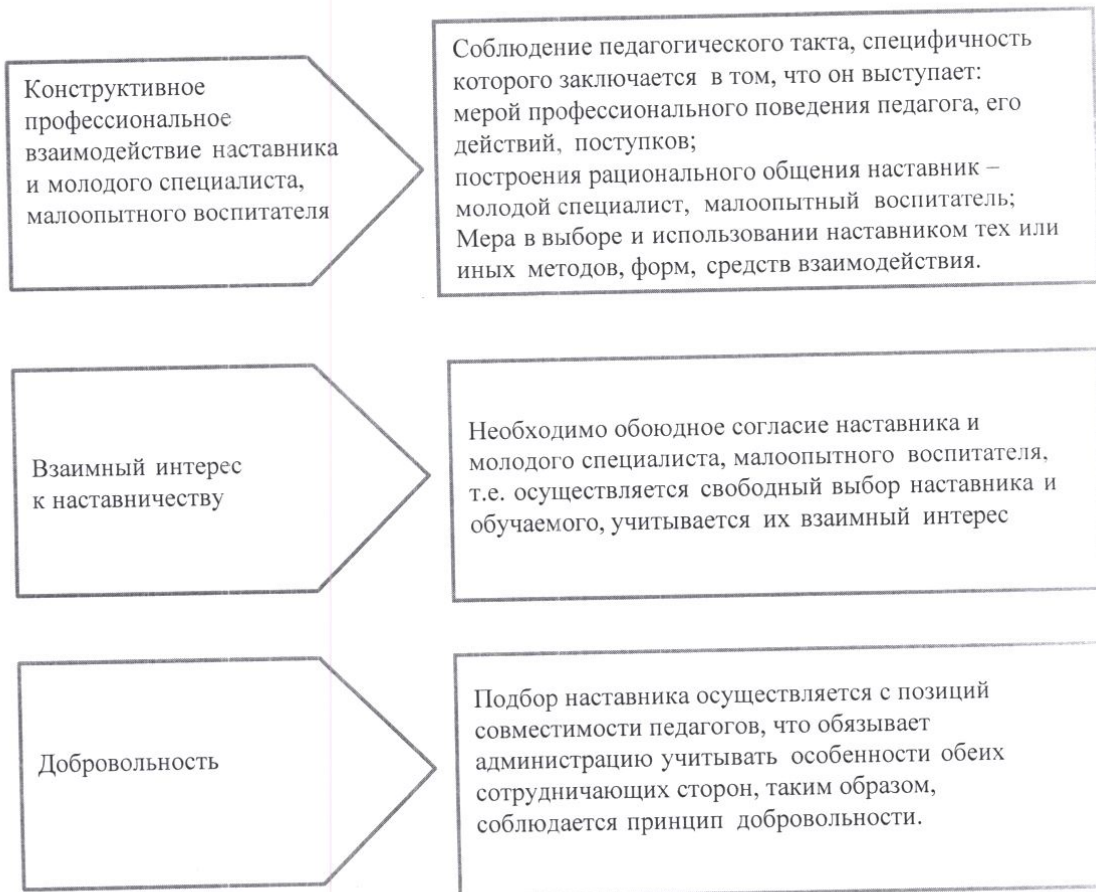 Конструктивное
профессиональное
взаимодействие наставника
и молодого специалиста,
малоопытного воспитателя
Соблюдение педагогического такта, специфичность
которого заключается в том, что он выступает:
мерой профессионального поведения педагога, его
действий, поступков;
построения рационального общения наставник –
молодой специалист, малоопытный воспитатель;
Мера в выборе и использовании наставником тех или
иных методов, форм, средств взаимодействия.
Взаимный интерес
к наставничеству
Необходимо обоюдное согласие наставника и
молодого специалиста, малоопытного воспитателя,
т.е. осуществляется свободный выбор наставника и
обучаемого, учитывается их взаимный интерес
Добровольность
Подбор наставника осуществляется с позиций
совместимости педагогов, что обязывает
администрацию учитывать особенности обеих
сотрудничающих сторон, таким образом,
соблюдается принцип добровольности.